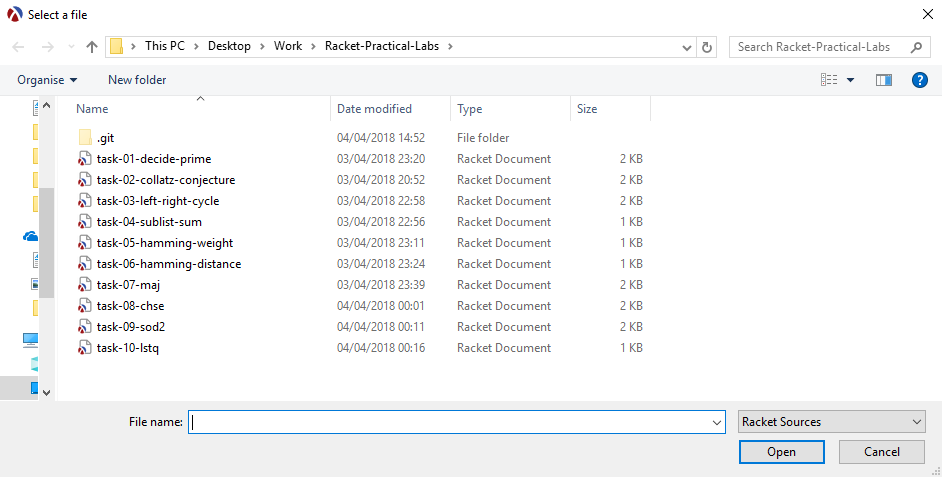 Select a file
This PC > Desktop > Work > Racket-Practical-Labs >
Search Racket-Practical-Labs
Organise New folder
Name Date modified Type Size
.git 04/04/2018 14:52 File folder
task-01-decide-prime 03/04/2018 23:20 Racket Document 2 KB
task-02-collatz-conjecture 03/04/2018 20:52 Racket Document 2 KB
task-03-left-right-cycle 03/04/2018 22:58 Racket Document 2 KB
task-04-sublist-sum 03/04/2018 22:56 Racket Document 1 KB
task-05-hamming-weight 03/04/2018 23:11 Racket Document 1 KB
task-06-hamming-distance 03/04/2018 23:24 Racket Document 1 KB
task-07-maj 03/04/2018 23:39 Racket Document 2 KB
task-08-chse 04/04/2018 00:01 Racket Document 2 KB
task-09-sod2 04/04/2018 00:11 Racket Document 2 KB
task-10-lstq 04/04/2018 00:16 Racket Document 1 KB
File name: Racket Sources
Open Cancel